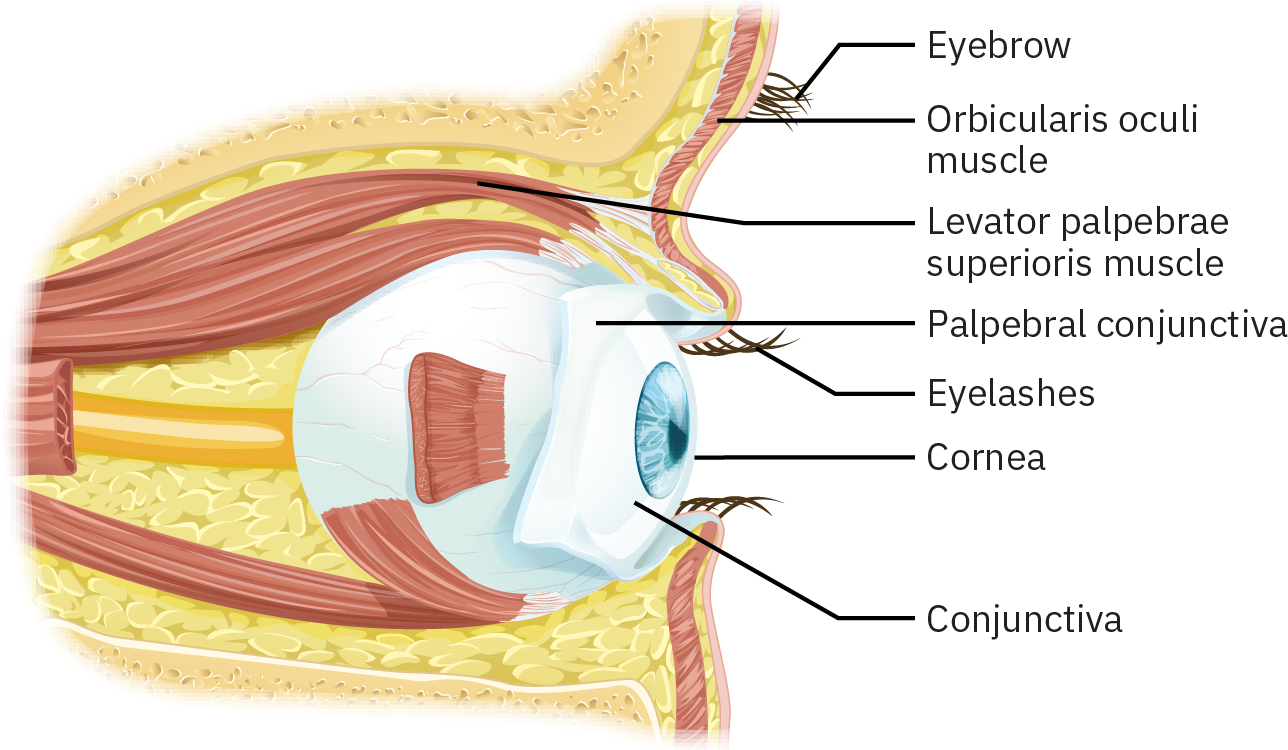 Eyebrow
Orbicularis oculi
muscle
Levator palpebrae
superioris muscle
Palpebral conjunctiva
Eyelashes
Cornea
Conjunctiva